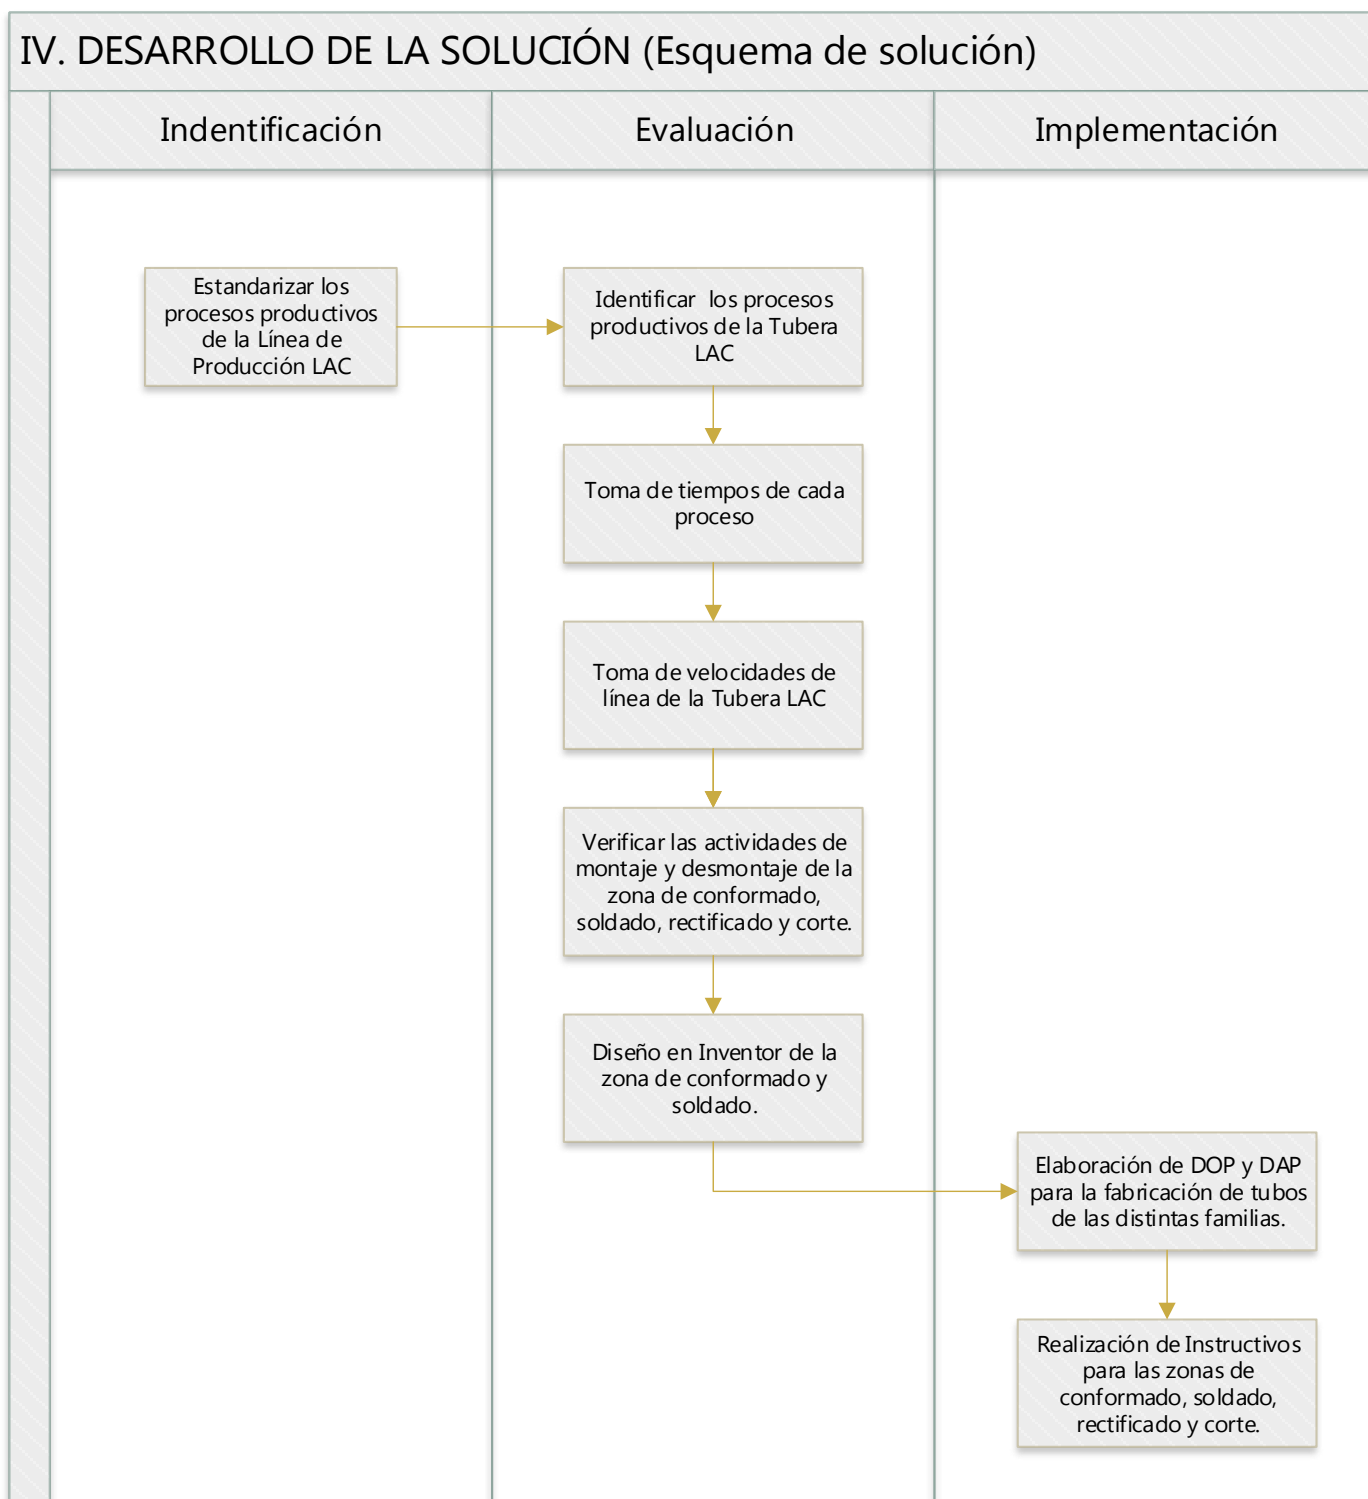 IV. DESARROLLO DE LA SOLUCIÓN (Esquema de solución)
Indentificación
Evaluación
Implementación
Estandarizar los
procesos productivos
de la Línea de
Producción LAC
Identificar los procesos
productivos de la Tubera
LAC
Toma de tiempos de cada
proceso
Toma de velocidades de
línea de la Tubera LAC
Verificar las actividades de
montaje y desmontaje de la
zona de conformado,
soldado, rectificado y corte.
Diseño en Inventor de la
zona de conformado y
soldado.
Elaboración de DOP y DAP
para la fabricación de tubos
de las distintas familias.
Realización de Instructivos
para las zonas de
conformado, soldado,
rectificado y corte.